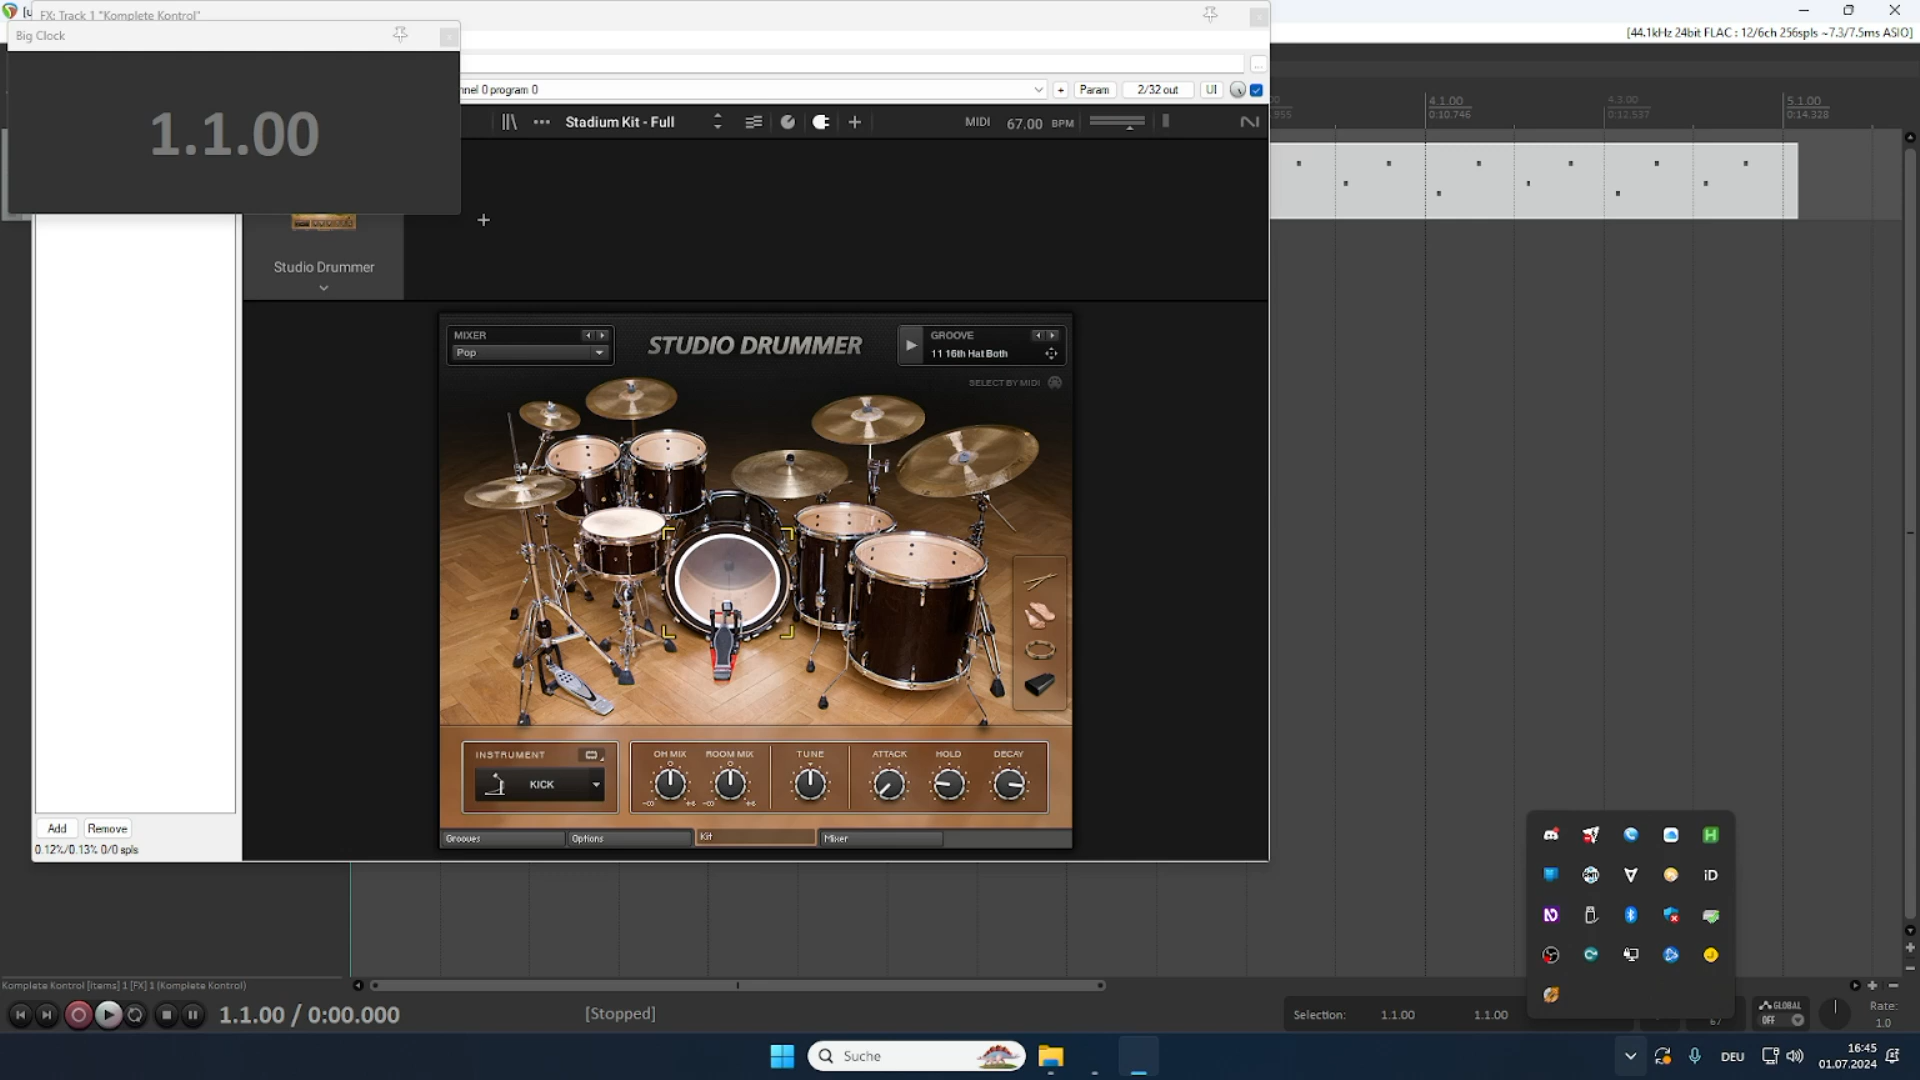 FX: Track 1 "Komplete Kontrol"
[44.1kHz 24bit FLAC : 12/6ch 256spls ~7.3/7.5ms ASIO]
Big Clock
1.1.00
nnel 0 program 0
+ Param 2/32 out UI
Stadium Kit - Full
MIDI 67.00 BPM
955
4.1.00
0:10.746
4.3.00
0:12.537
5.1.00
0:14.328
Studio Drummer
MIXER
Pop
STUDIO DRUMMER
GROOVE
11 16th Hat Both
SELECT BY MIDI
INSTRUMENT
KICK
OH MIX ROOM MIX TUNE ATTACK HOLD DECAY
-∞ +6 -∞ +6
Grooves Options Kit Mixer
Add Remove
0.12%/0.13% 0/0 spls
iD
Komplete Kontrol [Items] 1 [FX] 1 (Komplete Kontrol)
1.1.00 / 0:00.000
[Stopped]
Selection: 1.1.00 1.1.00
67
GLOBAL
OFF
Rate:
1.0
Suche
DEU
16:45
01.07.2024